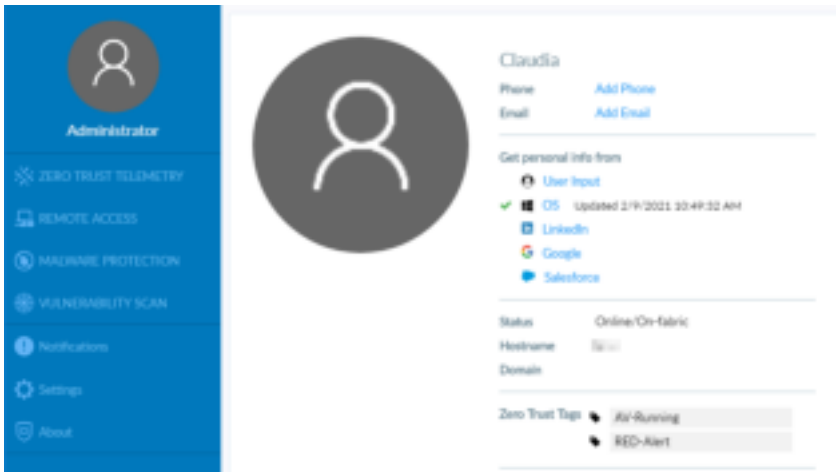 Administrator
ZERO TRUST TELEMETRY
REMOTE ACCESS
MALWARE PROTECTION
VULNERABILITY SCAN
Notifications
Settings
About
Claudia
Phone Add Phone
Email Add Email
Get personal info from
User Input
OS Updated 2/9/2021 10:49:32 AM
LinkedIn
Google
Salesforce
Status Online/On-fabric
Hostname
Domain
Zero Trust Tags AV-Running
RED-Alert